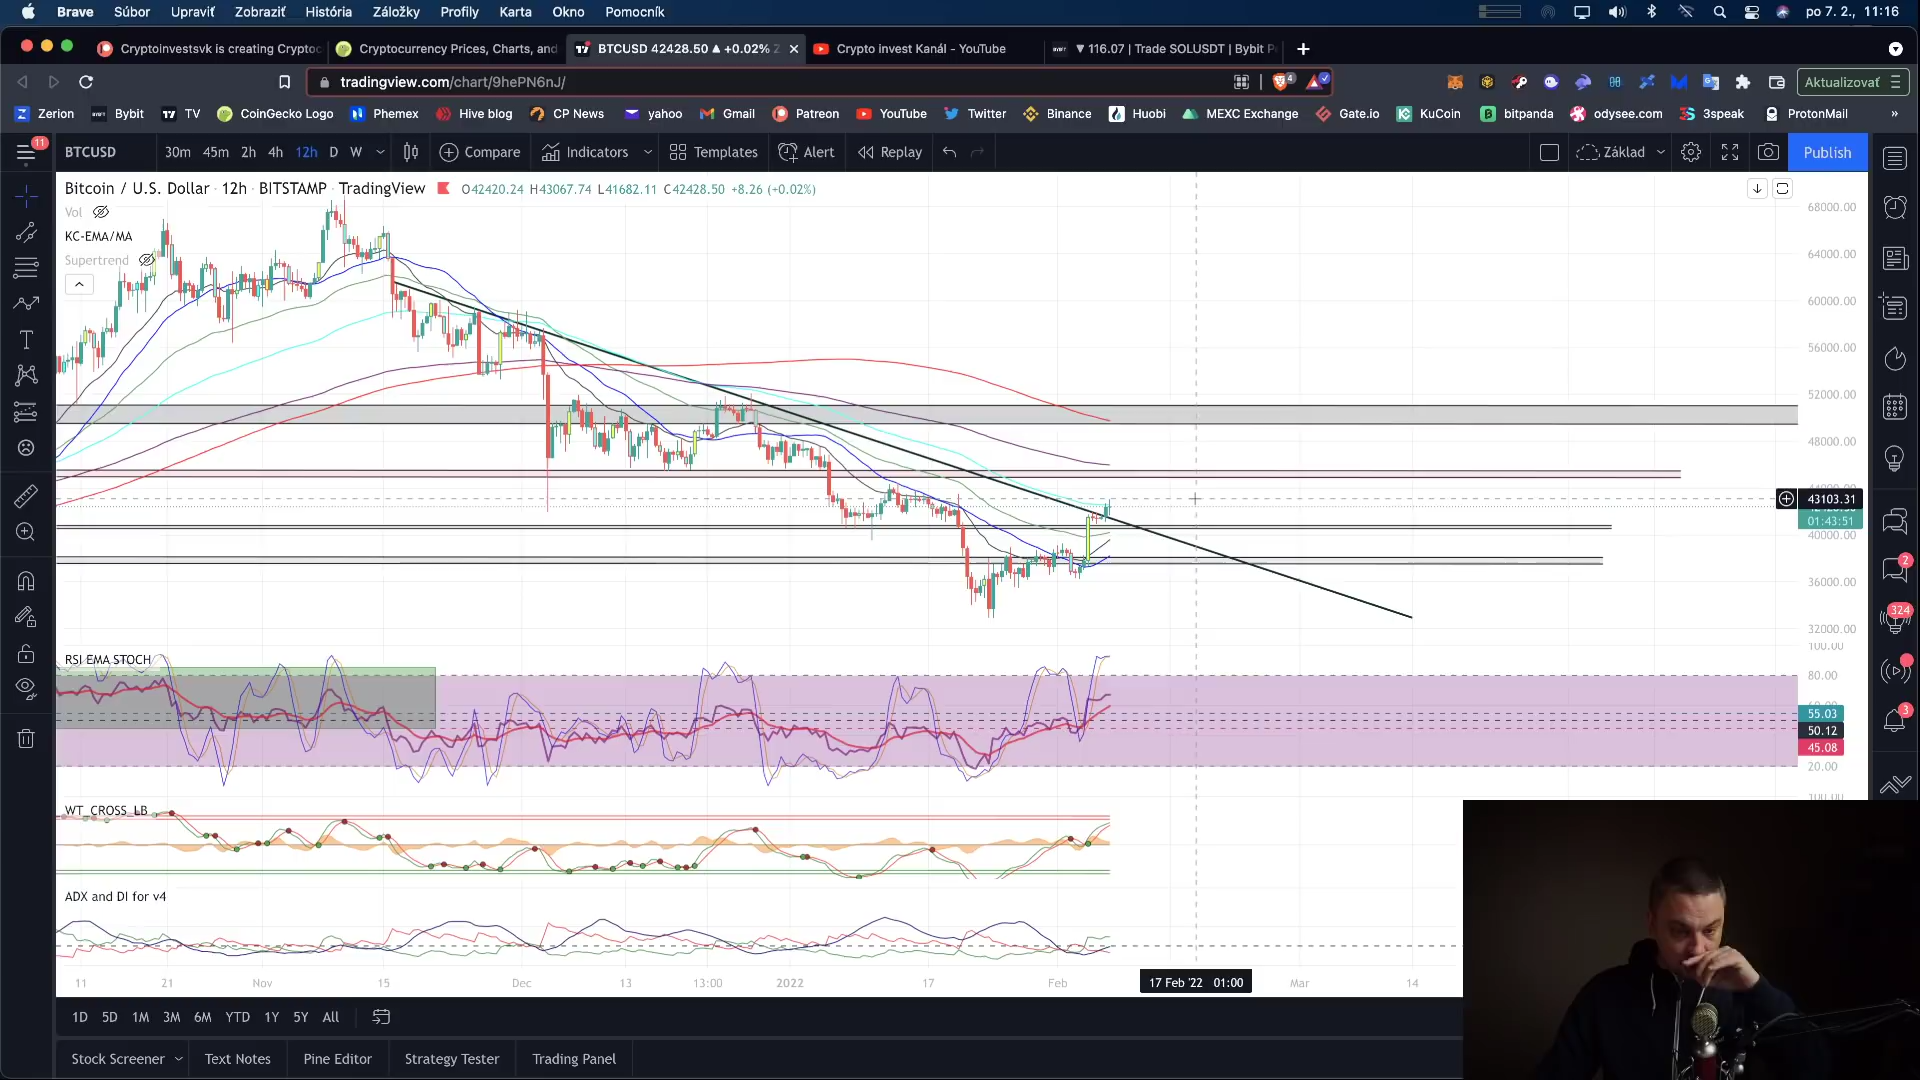 Brave Súbor Upraviť Zobraziť História Záložky Profily Karta Okno Pomocník po 7. 2., 11:16
Cryptoinvestsvk is creating Cryptoc Cryptocurrency Prices, Charts, and BTCUSD 42428.50 ▲ +0.02% Crypto invest Kanál - YouTube ▼ 116.07 | Trade SOLUSDT | Bybit
tradingview.com/chart/9hePN6nJ/ 4 Aktualizovať
Zerion Bybit TV CoinGecko Logo Phemex Hive blog CP News yahoo Gmail Patreon YouTube Twitter Binance Huobi MEXC Exchange Gate.io KuCoin bitpanda odysee.com 3speak ProtonMail »
11 BTCUSD 30m 45m 2h 4h 12h D W Compare Indicators Templates Alert Replay Základ Publish
Bitcoin / U.S. Dollar · 12h · BITSTAMP · TradingView O42420.24 H43067.74 L41682.11 C42428.50 +8.26 (+0.02%)
Vol
KC-EMA/MA
Supertrend
68000.00
64000.00
60000.00
56000.00
52000.00
48000.00
43103.31
01:43:51
40000.00
36000.00
32000.00
2
324
3
RSI EMA STOCH
100.00
80.00
55.03
50.12
45.08
20.00
WT_CROSS_LB
ADX and DI for v4
11 21 Nov 15 Dec 13 13:00 2022 17 Feb 17 Feb '22 01:00 Mar 14
1D 5D 1M 3M 6M YTD 1Y 5Y All
Stock Screener Text Notes Pine Editor Strategy Tester Trading Panel